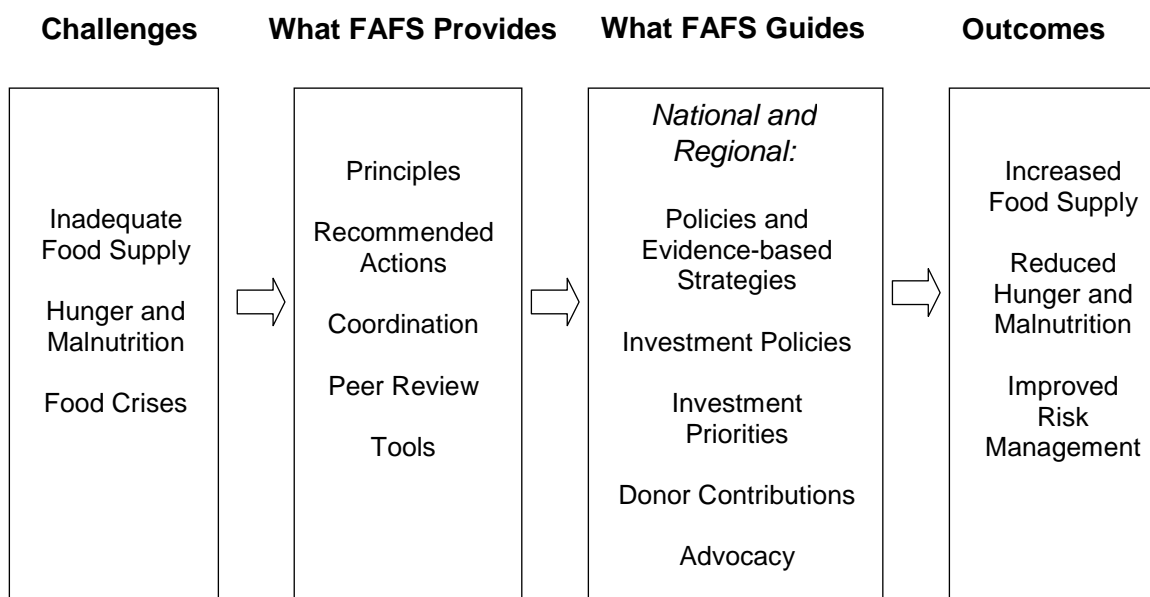 Challenges
What FAFS Provides
What FAFS Guides
Outcomes
Inadequate
Food Supply
Hunger and
Malnutrition
Food Crises
Principles
Recommended
Actions
Coordination
Peer Review
Tools
National and
Regional:
Policies and
Evidence-based
Strategies
Investment Policies
Investment
Priorities
Donor Contributions
Advocacy
Increased
Food Supply
Reduced
Hunger and
Malnutrition
Improved
Risk
Management